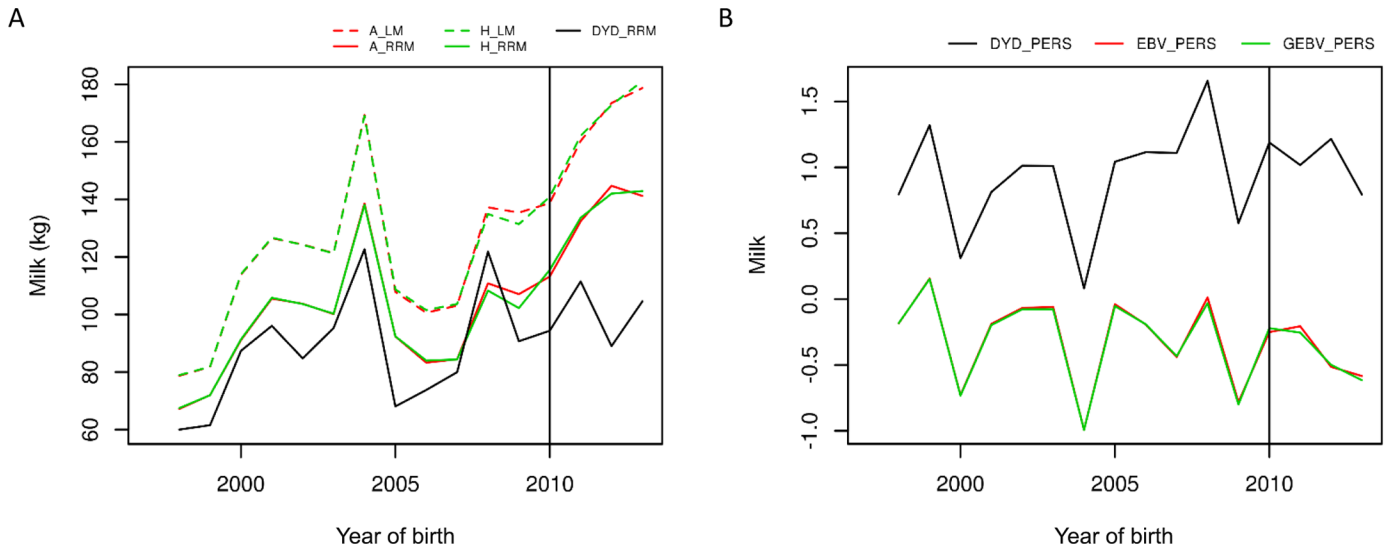 A
A_LM H_LM DYD_RRM
A_RRM H_RRM
180
160
140
120
100
80
60
Milk (kg)
2000 2005 2010
Year of birth
B
DYD_PERS EBV_PERS GEBV_PERS
1.5
1.0
0.5
0.0
-0.5
-1.0
Milk
2000 2005 2010
Year of birth